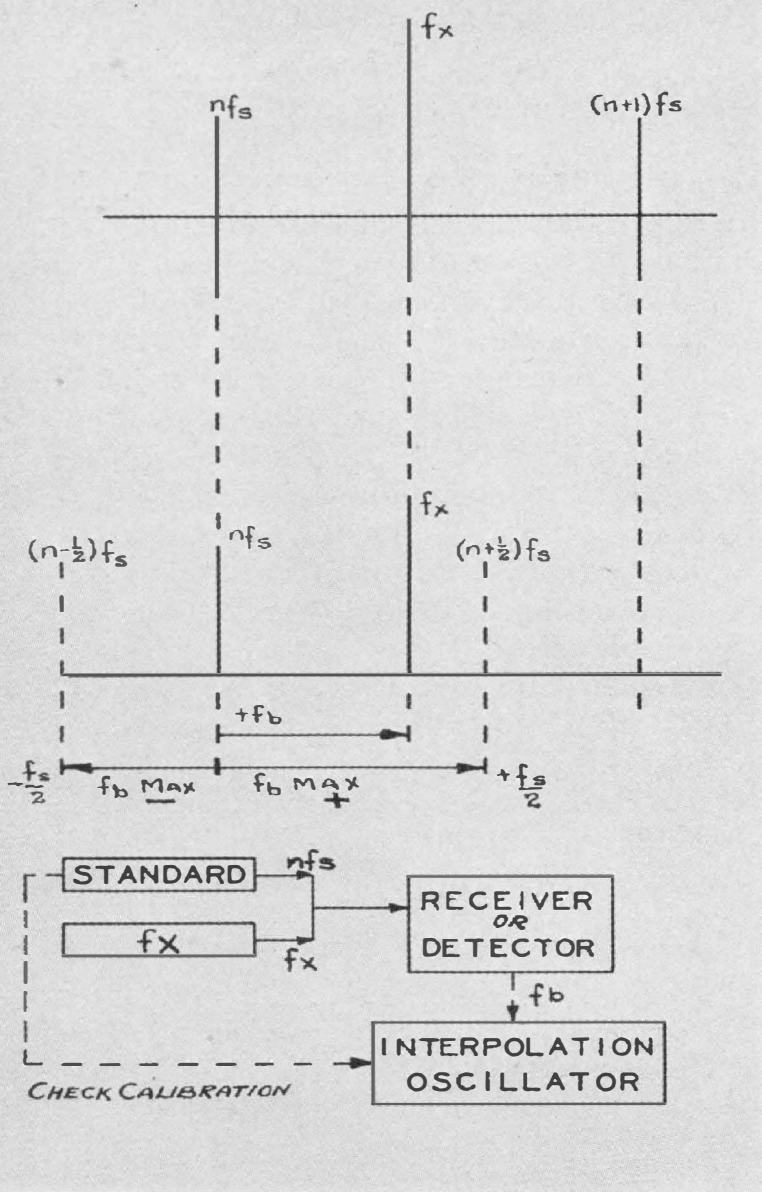 fx
nfs
(n+1)fs
fx
nfs
(n-1/2)fs
(n+1/2)fs
+fb
-fs/2
fb MAX
-
fb MAX
+
+fs/2
STANDARD
nfs
fx
fx
RECEIVER
OR
DETECTOR
fb
INTERPOLATION
OSCILLATOR
CHECK CALIBRATION